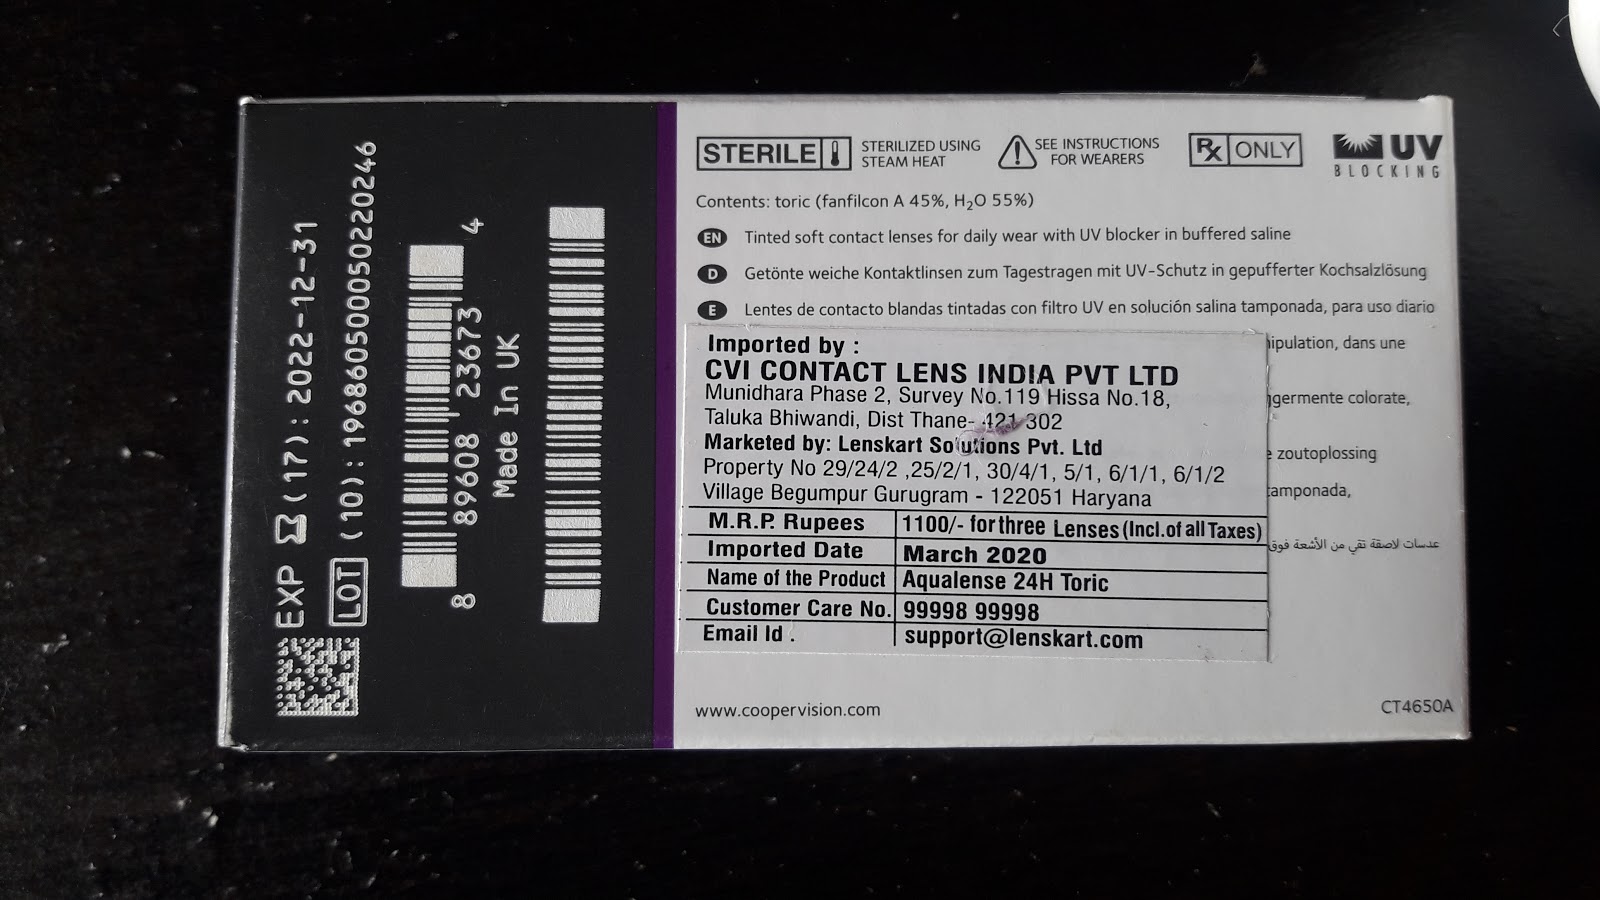 EXP (17): 2022-12-31
LOT (10): 19686050005022​0246
8 89608 23673 4
Made In UK
STERILE
STERILIZED USING
STEAM HEAT
SEE INSTRUCTIONS
FOR WEARERS
Rx ONLY
UV
BLOCKING
Contents: toric (fanfilcon A 45%, H₂O 55%)
EN Tinted soft contact lenses for daily wear with UV blocker in buffered saline
D Getönte weiche Kontaktlinsen zum Tagestragen mit UV-Schutz in gepufferter Kochsalzlösung
E Lentes de contacto blandas tintadas con filtro UV en solución salina tamponada, para uso diario
dans une
colorate,
zoutoplossing
tamponada,
عدسات لاصقة تقي من الأشعة فوق
Imported by :
CVI CONTACT LENS INDIA PVT LTD
Munidhara Phase 2, Survey No.119 Hissa No.18,
Taluka Bhiwandi, Dist Thane- 421 302
Marketed by: Lenskart Solutions Pvt. Ltd
Property No 29/24/2 ,25/2/1, 30/4/1, 5/1, 6/1/1, 6/1/2
Village Begumpur Gurugram - 122051 Haryana
M.R.P. Rupees 1100/- for three Lenses (Incl.of all Taxes)
Imported Date March 2020
Name of the Product Aqualense 24H Toric
Customer Care No. 99998 99998
Email Id . support@lenskart.com
www.coopervision.com
CT4650A